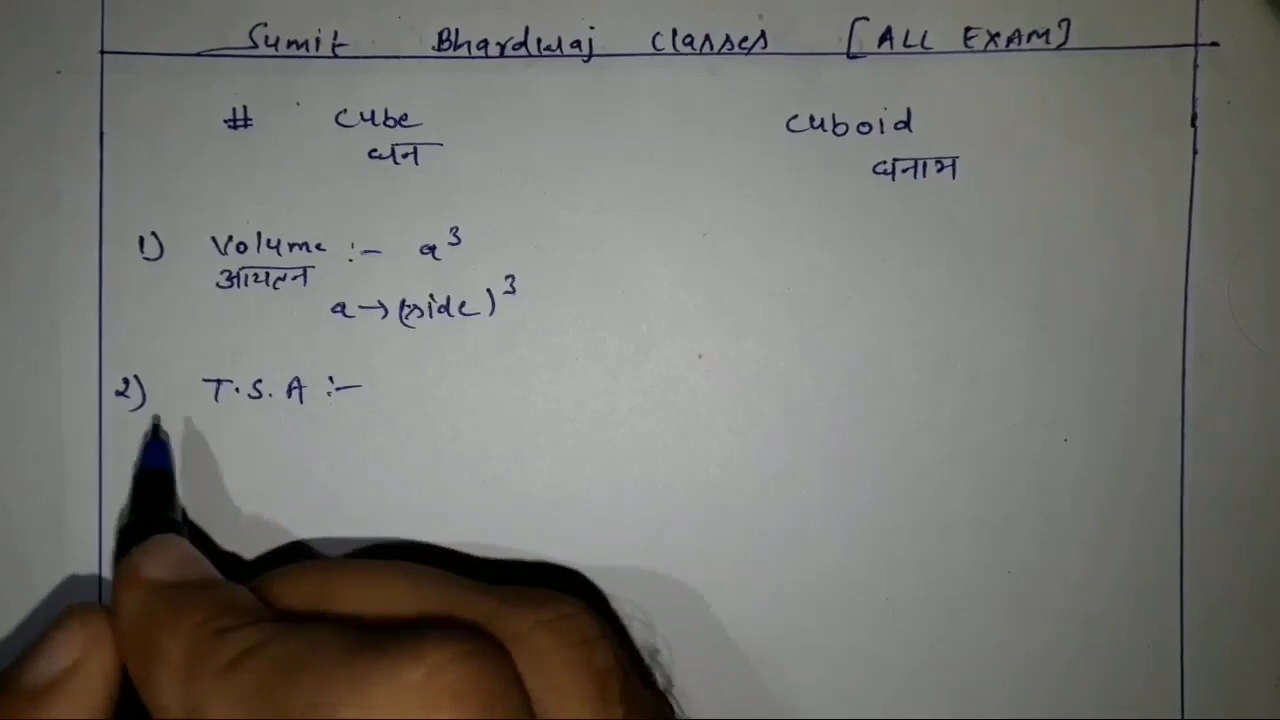 Sumit Bhardwaj Classes [ALL EXAM]
# Cube Cuboid
घन घनाभ
1) Volume :- a³
आयतन
a → (side)³
2) T.S.A :-